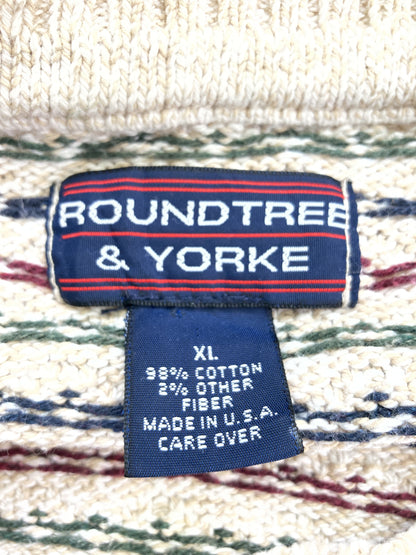 ROUNDTREE
& YORKE
XL
98% COTTON
2% OTHER
FIBER
MADE IN U.S.A.
CARE OVER